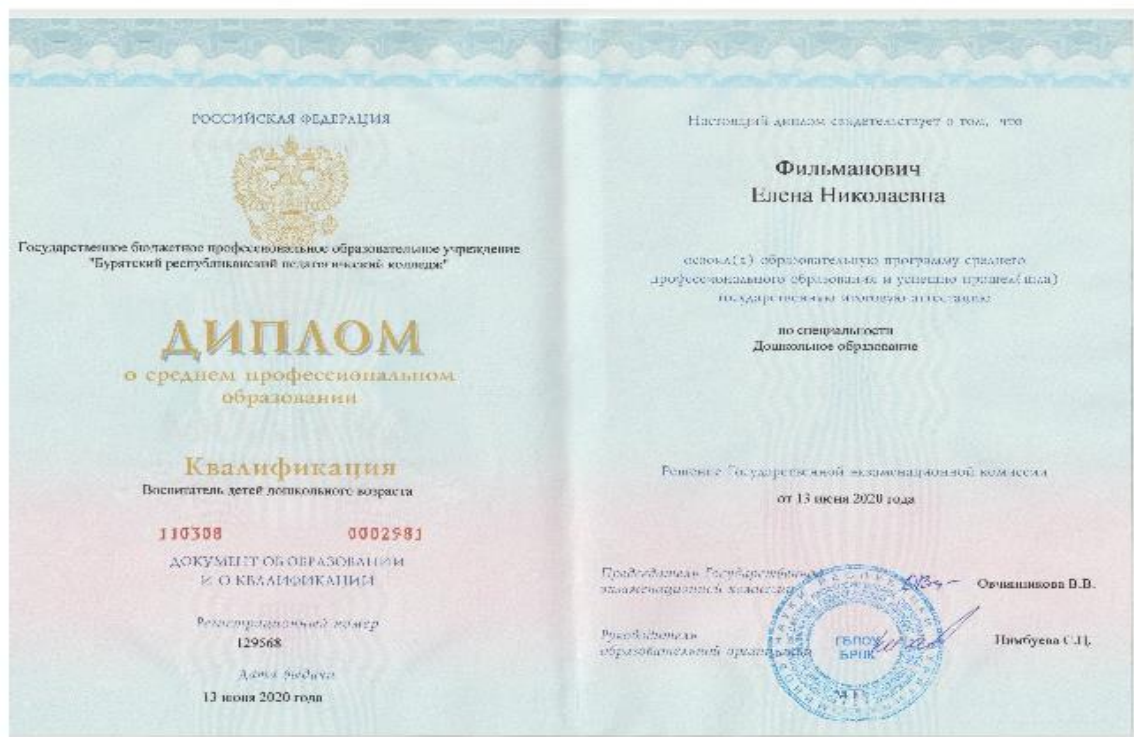 РОССИЙСКАЯ ФЕДЕРАЦИЯ
Государственное бюджетное профессиональное образовательное учреждение
"Бурятский республиканский педагогический колледж"
ДИПЛОМ
о среднем профессиональном
образовании
Квалификация
Воспитатель детей дошкольного возраста
110308 0002981
ДОКУМЕНТ ОБ ОБРАЗОВАНИИ
И О КВАЛИФИКАЦИИ
Регистрационный номер
129568
Дата выдачи
13 июня 2020 года
Настоящий диплом свидетельствует о том, что
Фильманович
Елена Николаевна
освоил(а) образовательную программу среднего
профессионального образования и успешно прошел(шла)
государственную итоговую аттестацию
по специальности
Дошкольное образование
Решение Государственной экзаменационной комиссии
от 13 июня 2020 года
Председатель Государственной
экзаменационной комиссии
Овчинникова В.В.
Руководитель
образовательной организации
Нимбуева С.Ц.
ГБПОУ
БРПК